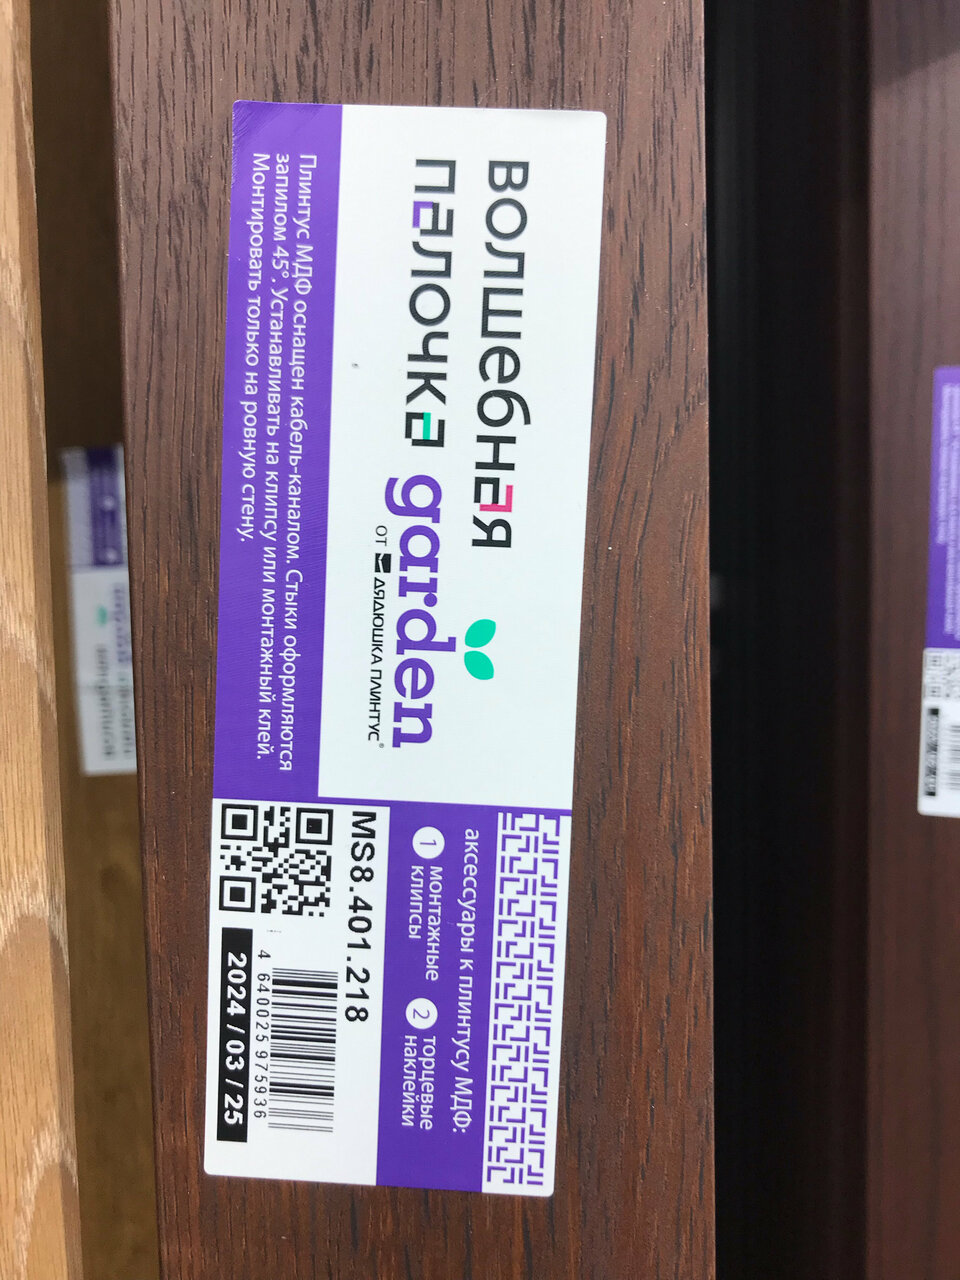 волшебная
палочка garden
от дядюшка плинтус®
Плинтус МДФ оснащен кабель-каналом. Стыки оформляются
запилом 45°. Устанавливать на клипсу или монтажный клей.
Монтировать только на ровную стену.
аксессуары к плинтусу МДФ:
1 монтажные
клипсы
2 торцевые
наклейки
MS8.401.218
4 640025 975936
2024 / 03 / 25